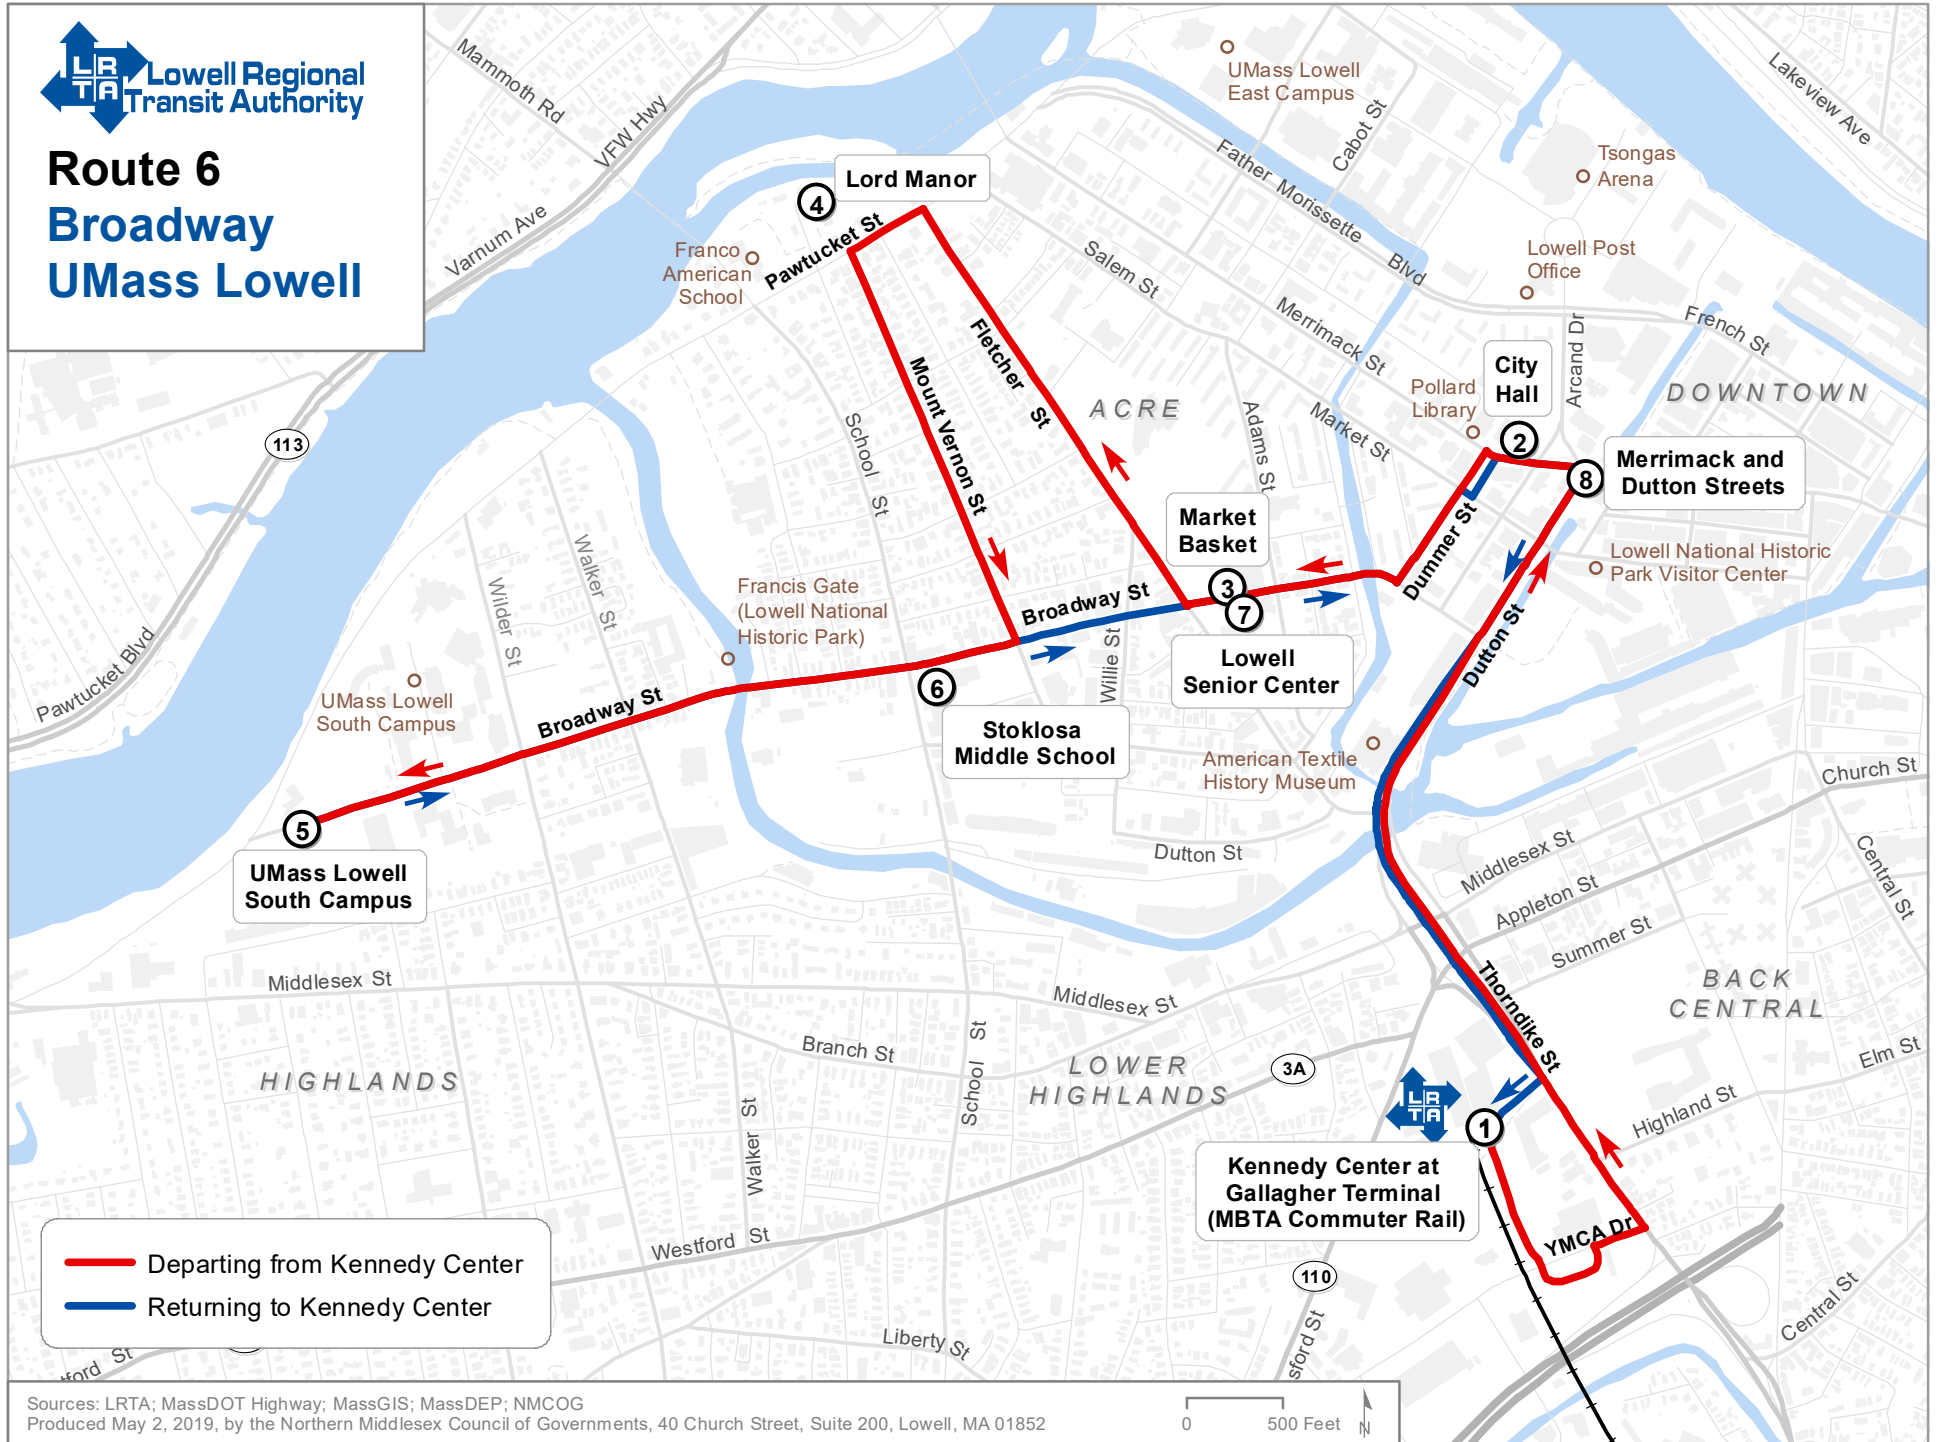 Lowell Regional
Transit Authority
LR
TA
Route 6
Broadway
UMass Lowell
Mammoth Rd
VFW Hwy
Varnum Ave
113
Pawtucket Blvd
UMass Lowell
East Campus
Cabot St
Father Morissette Blvd
Tsongas
Arena
Lakeview Ave
Lowell Post
Office
French St
Arcand Dr
DOWNTOWN
4
Lord Manor
Pawtucket St
Franco
American
School
Salem St
Merrimack St
Market St
Fletcher St
Mount Vernon St
ACRE
Adams St
School St
Pollard
Library
City
Hall
2
8
Merrimack and
Dutton Streets
Dummer St
Lowell National Historic
Park Visitor Center
Market
Basket
3
7
Lowell
Senior Center
Broadway St
Willie St
Dutton St
Walker St
Wilder St
Francis Gate
(Lowell National
Historic Park)
UMass Lowell
South Campus
Broadway St
6
Stoklosa
Middle School
American Textile
History Museum
5
UMass Lowell
South Campus
Dutton St
Church St
Middlesex St
Appleton St
Summer St
Central St
Thorndike St
BACK
CENTRAL
Elm St
Highland St
Middlesex St
Middlesex St
Branch St
School St
Walker St
HIGHLANDS
LOWER
HIGHLANDS
3A
LR
TA
1
Kennedy Center at
Gallagher Terminal
(MBTA Commuter Rail)
YMCA Dr
110
Westford St
Liberty St
Central St
sford St
tford St
Departing from Kennedy Center
Returning to Kennedy Center
Sources: LRTA; MassDOT Highway; MassGIS; MassDEP; NMCOG
Produced May 2, 2019, by the Northern Middlesex Council of Governments, 40 Church Street, Suite 200, Lowell, MA 01852
0 500 Feet
N